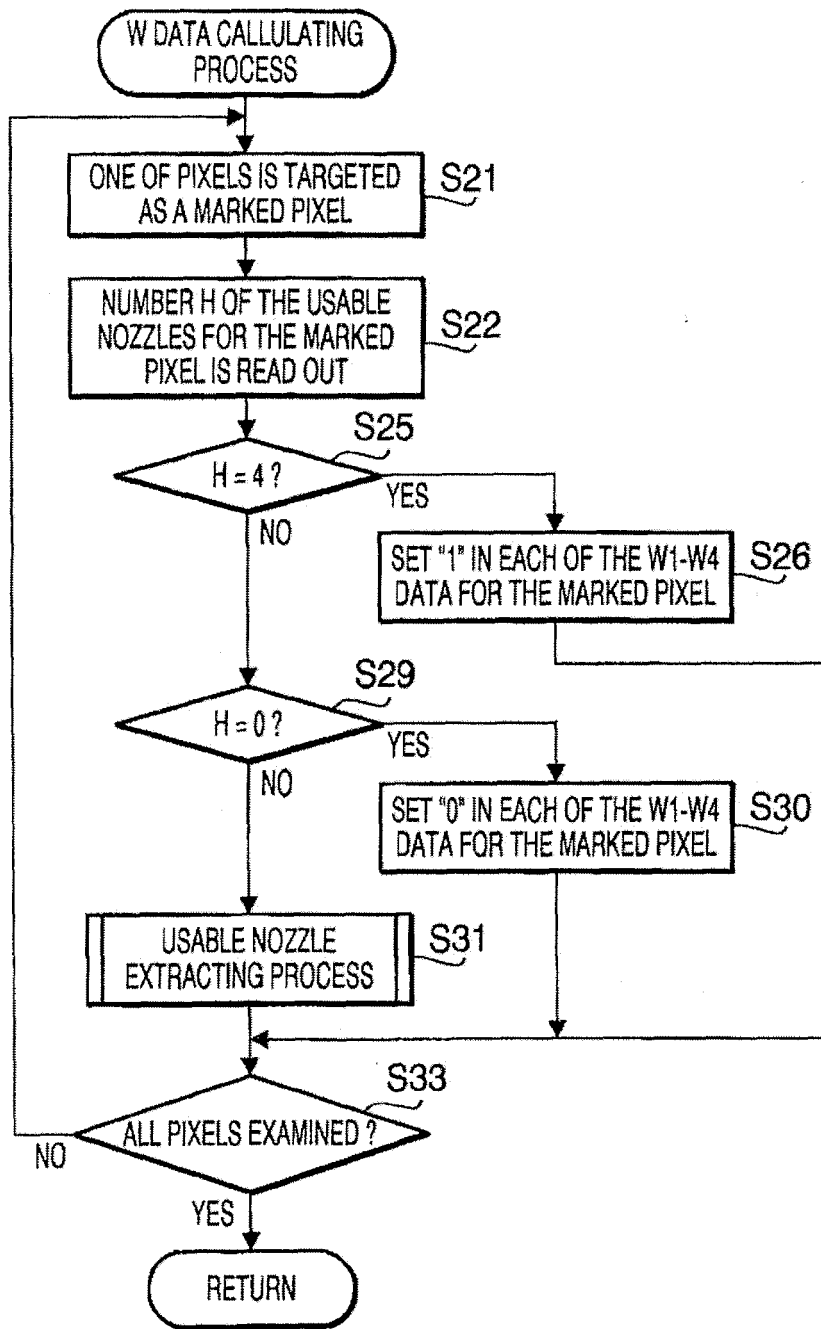 W DATA CALLULATING
PROCESS
ONE OF PIXELS IS TARGETED
AS A MARKED PIXEL
S21
NUMBER H OF THE USABLE
NOZZLES FOR THE MARKED
PIXEL IS READ OUT
S22
H = 4 ?
S25
YES
NO
SET "1" IN EACH OF THE W1-W4
DATA FOR THE MARKED PIXEL
S26
H = 0 ?
S29
YES
NO
SET "0" IN EACH OF THE W1-W4
DATA FOR THE MARKED PIXEL
S30
USABLE NOZZLE
EXTRACTING PROCESS
S31
ALL PIXELS EXAMINED ?
S33
NO
YES
RETURN